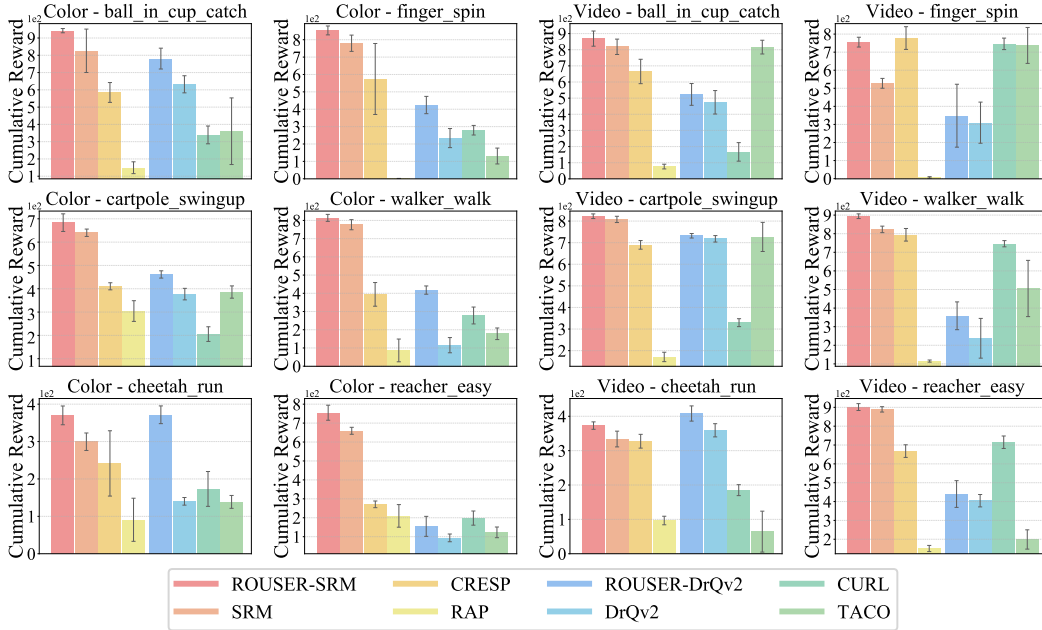 Color - ball_in_cup_catch
1e2
Cumulative Reward
9
8
7
6
5
4
3
2
1
Color - finger_spin
1e2
Cumulative Reward
8
7
6
5
4
3
2
1
0
Video - ball_in_cup_catch
1e2
Cumulative Reward
9
8
7
6
5
4
3
2
1
0
Video - finger_spin
1e2
Cumulative Reward
8
7
6
5
4
3
2
1
0
Color - cartpole_swingup
1e2
Cumulative Reward
7
6
5
4
3
2
1
Color - walker_walk
1e2
Cumulative Reward
8
7
6
5
4
3
2
1
0
Video - cartpole_swingup
1e2
Cumulative Reward
8
7
6
5
4
3
2
Video - walker_walk
1e2
Cumulative Reward
9
8
7
6
5
4
3
2
1
Color - cheetah_run
1e2
Cumulative Reward
4
3
2
1
0
Color - reacher_easy
1e2
Cumulative Reward
8
7
6
5
4
3
2
1
Video - cheetah_run
1e2
Cumulative Reward
4
3
2
1
0
Video - reacher_easy
1e2
Cumulative Reward
9
8
7
6
5
4
3
2
ROUSER-SRM CRESP ROUSER-DrQv2 CURL
SRM RAP DrQv2 TACO